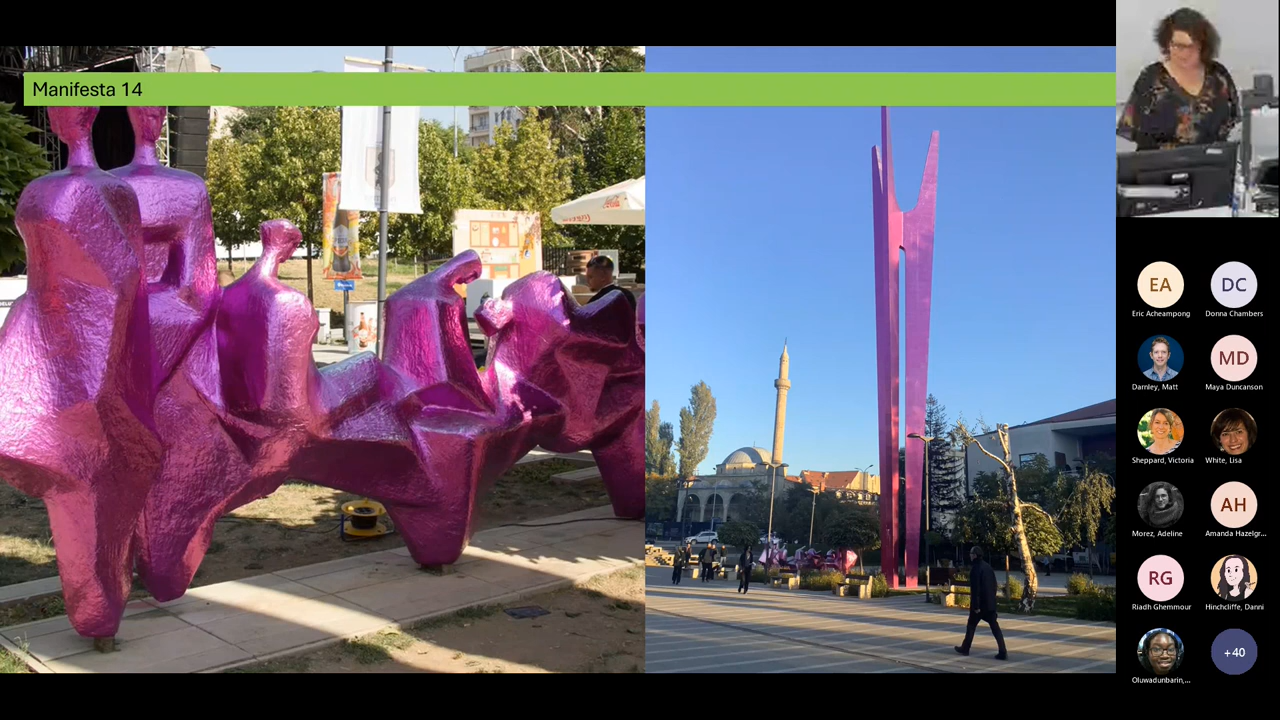 Manifesta 14
EA
Eric Acheampong
DC
Donna Chambers
Darnley, Matt
MD
Maya Duncanson
Sheppard, Victoria
White, Lisa
Morez, Adeline
AH
Amanda Hazelgr...
RG
Riadh Ghemmour
Hinchcliffe, Danni
Oluwadunbarin,...
+40